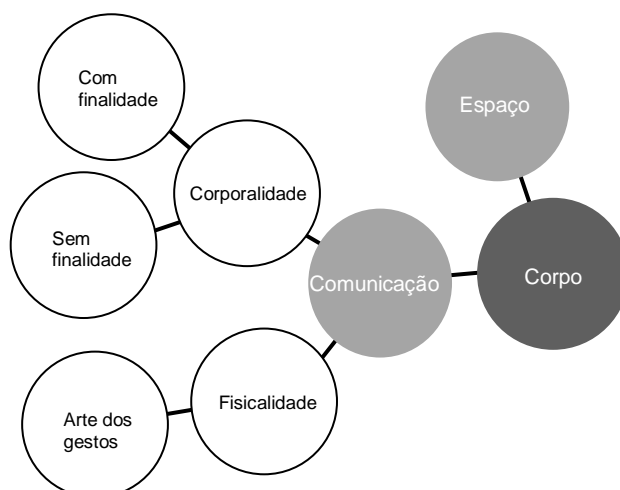 Com
finalidade
Espaço
Corporalidade
Sem
finalidade
Comunicação
Corpo
Fisicalidade
Arte dos
gestos